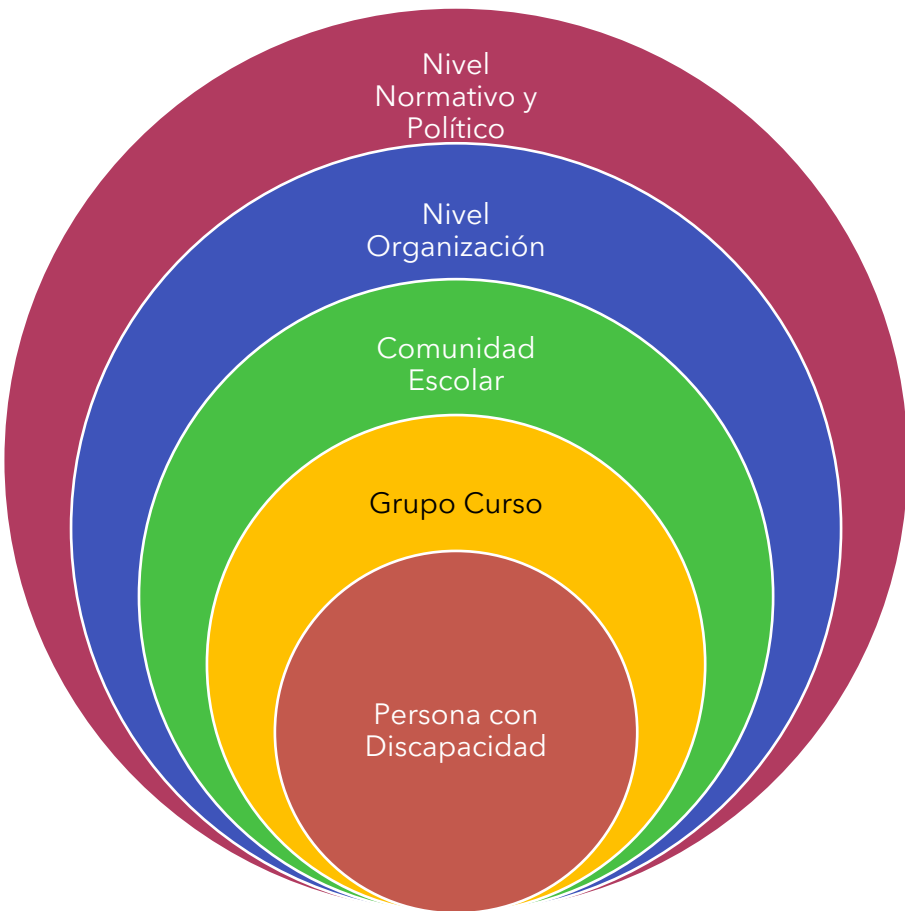 Nivel
Normativo y
Político
Nivel
Organización
Comunidad
Escolar
Grupo Curso
Persona con
Discapacidad